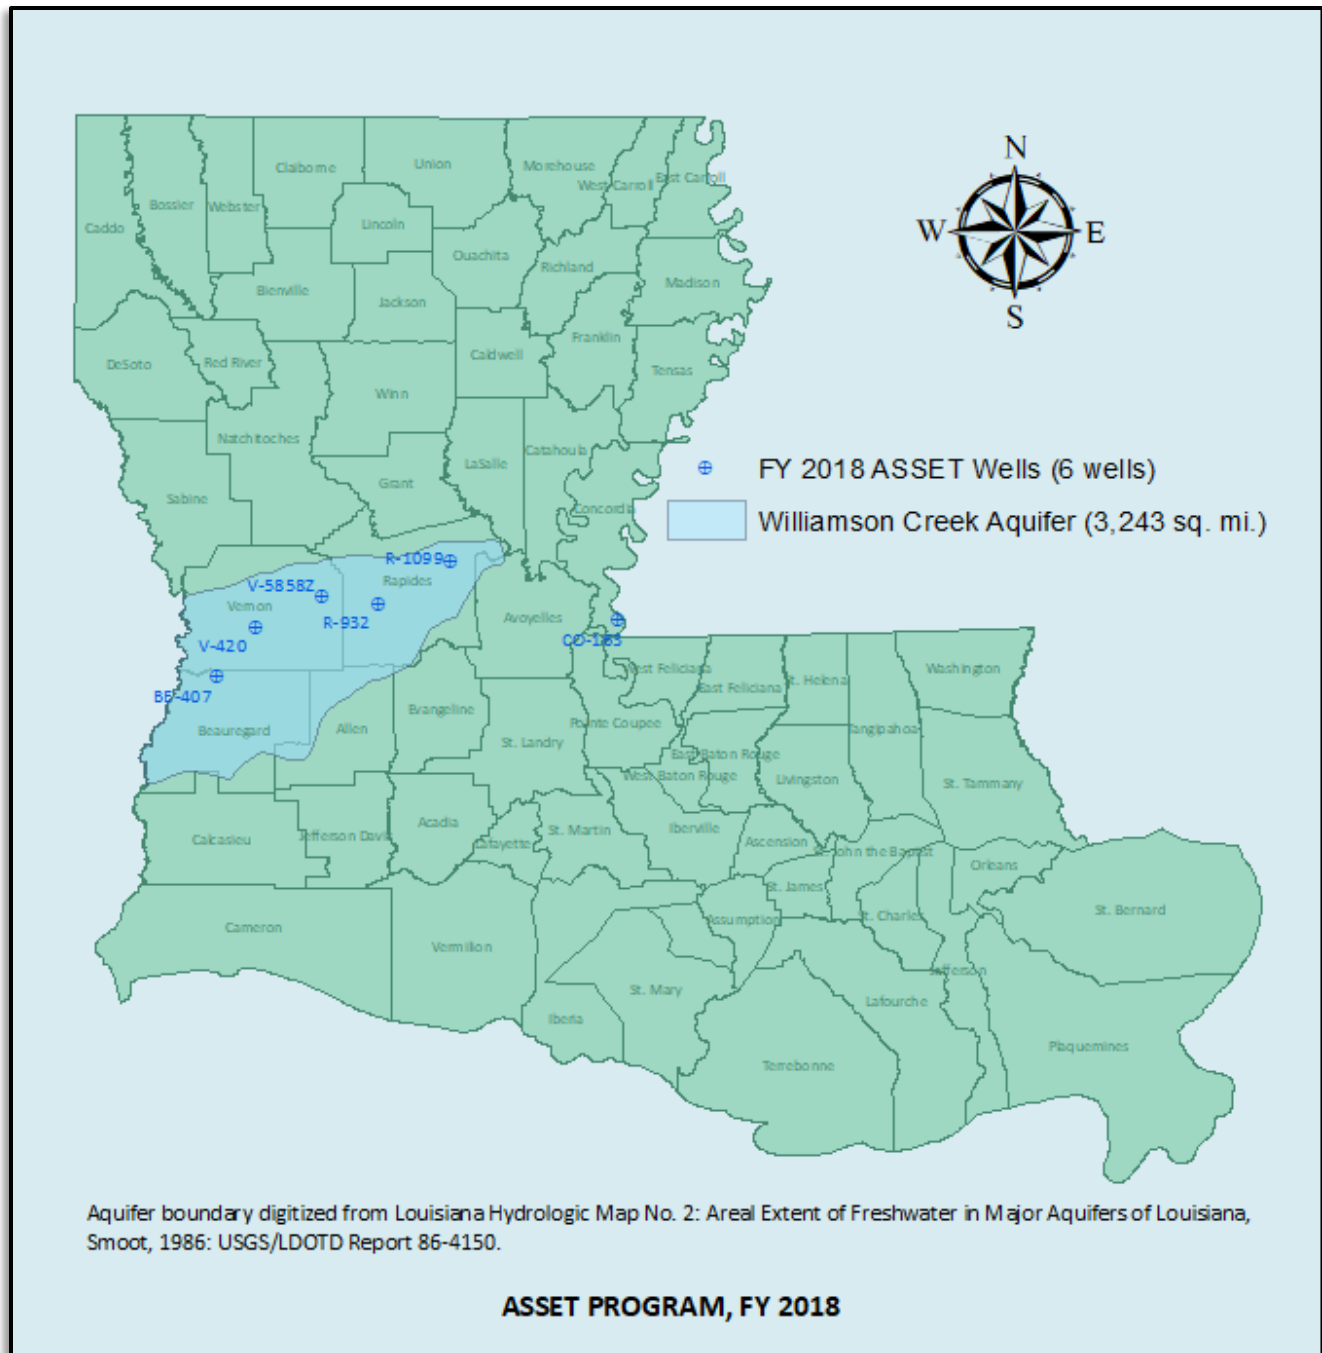 N
W
E
S
Claiborne
Union
Morehouse
West Carroll
East Carroll
Caddo
Bossier
Webster
Lincoln
Ouachita
Richland
Madison
Bienville
Jackson
DeSoto
Red River
Caldwell
Franklin
Tensas
Winn
Natchitoches
Catahoula
LaSalle
Grant
Sabine
Concordia
FY 2018 ASSET Wells (6 wells)
Williamson Creek Aquifer (3,243 sq. mi.)
R-1099
Rapides
V-5858Z
Vernon
R-932
V-420
BE-407
Avoyelles
CO-163
Beauregard
Allen
Evangeline
St. Landry
Pointe Coupee
West Feliciana
East Feliciana
St. Helena
Washington
Tangipahoa
East Baton Rouge
West Baton Rouge
Livingston
St. Tammany
Calcasieu
Jefferson Davis
Acadia
Lafayette
St. Martin
Iberville
Ascension
St. John the Baptist
Orleans
St. James
St. Charles
St. Bernard
Assumption
Cameron
Vermilion
Jefferson
St. Mary
Iberia
Lafourche
Terrebonne
Plaquemines
Aquifer boundary digitized from Louisiana Hydrologic Map No. 2: Areal Extent of Freshwater in Major Aquifers of Louisiana,
Smoot, 1986: USGS/LDOTD Report 86-4150.
ASSET PROGRAM, FY 2018